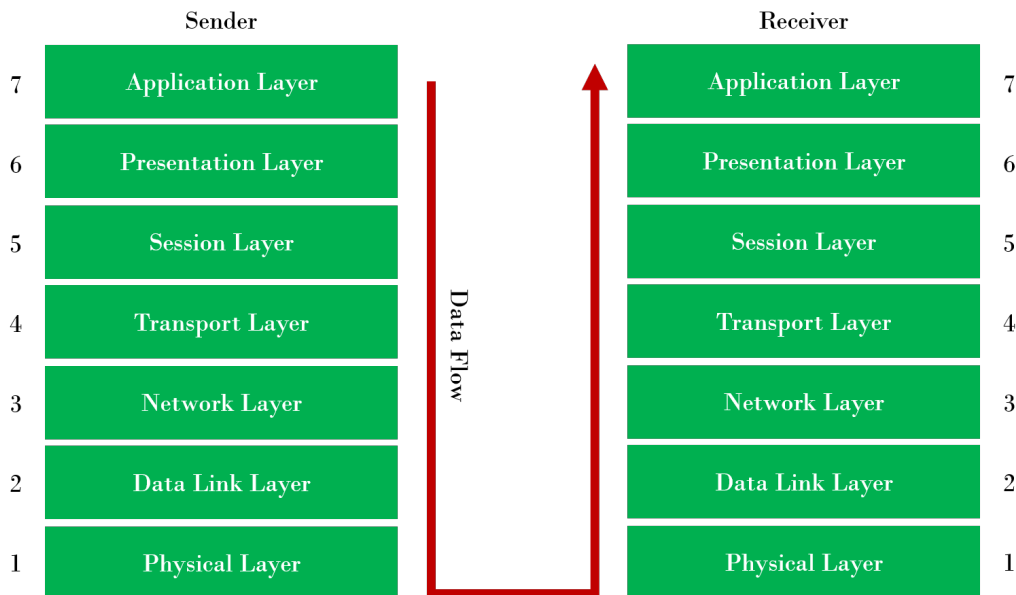 Sender
7
Application Layer
6
Presentation Layer
5
Session Layer
4
Transport Layer
3
Network Layer
2
Data Link Layer
1
Physical Layer
Data Flow
Receiver
Application Layer
7
Presentation Layer
6
Session Layer
5
Transport Layer
4
Network Layer
3
Data Link Layer
2
Physical Layer
1